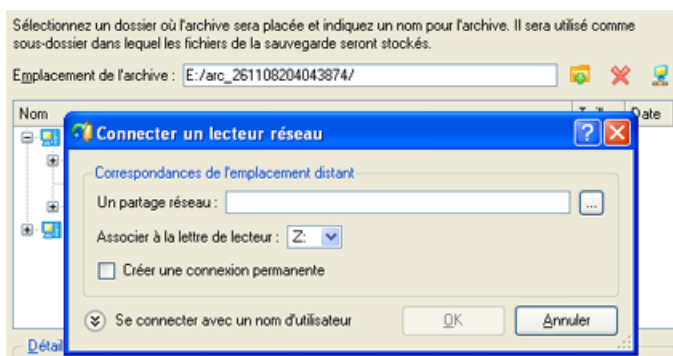 Sélectionnez un dossier où l'archive sera placée et indiquez un nom pour l'archive. Il sera utilisé comme
sous-dossier dans lequel les fichiers de la sauvegarde seront stockés.
Emplacement de l'archive : E:/arc_261108204043874/
Nom Date
Connecter un lecteur réseau
Correspondances de l'emplacement distant
Un partage réseau : ...
Associer à la lettre de lecteur : Z:
Créer une connexion permanente
Se connecter avec un nom d'utilisateur OK Annuler